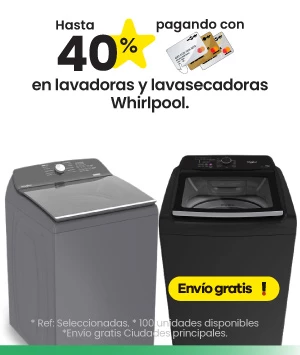 Hasta pagando con
40%
en lavadoras y lavasecadoras
Whirlpool.
Envío gratis !
* Ref: Seleccionadas. * 100 unidades disponibles
*Envío gratis Ciudades principales.